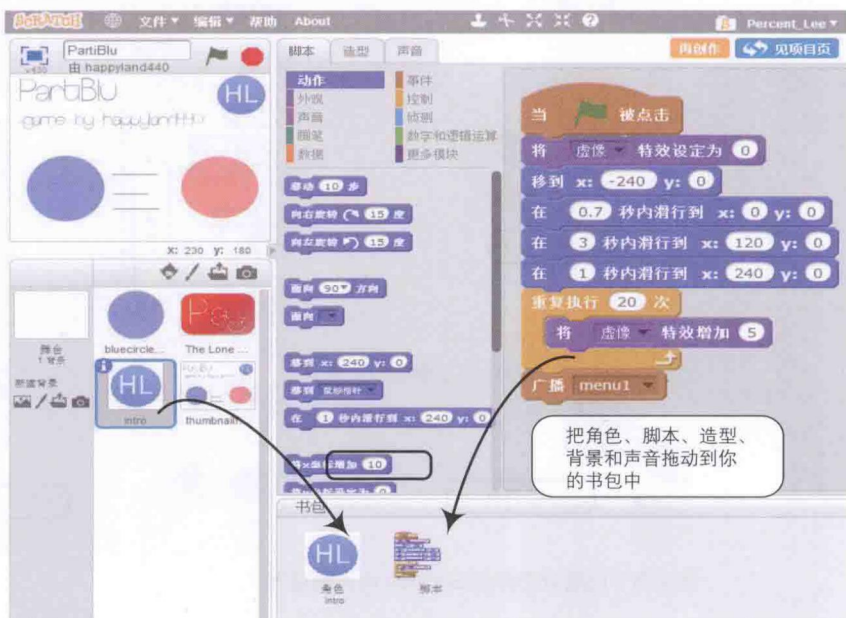 SCRATCH 文件 编辑 帮助 About Percent_Lee
PartiBlu
由 happyland440
脚本 造型 声音
再创作 见项目页
PartiBlu
game by happyland440
HL
动作 事件
外观 控制
声音 侦测
画笔 数字和逻辑运算
数据 更多模块
移动 10 步
向右旋转 15 度
向左旋转 15 度
面向 90 方向
面向
移到 x: 240 y: 0
移到 鼠标指针
在 1 秒内滑行到 x: 240 y: 0
将x坐标增加 10
当 被点击
将 虚像 特效设定为 0
移到 x: -240 y: 0
在 0.7 秒内滑行到 x: 0 y: 0
在 3 秒内滑行到 x: 120 y: 0
在 1 秒内滑行到 x: 240 y: 0
重复执行 20 次
将 虚像 特效增加 5
广播 menu1
把角色、脚本、造型、
背景和声音拖动到你
的书包中
x: 230 y: 180
舞台
1 背景
新建背景
bluecircle... The Lone ...
HL
intro thumbnail...
书包
HL
角色 脚本
intro